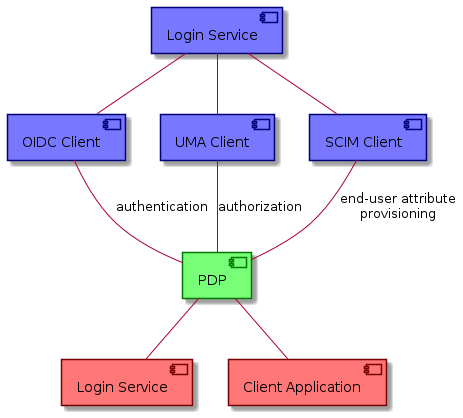 Login Service
OIDC Client
UMA Client
SCIM Client
authentication
authorization
end-user attribute
provisioning
PDP
Login Service
Client Application